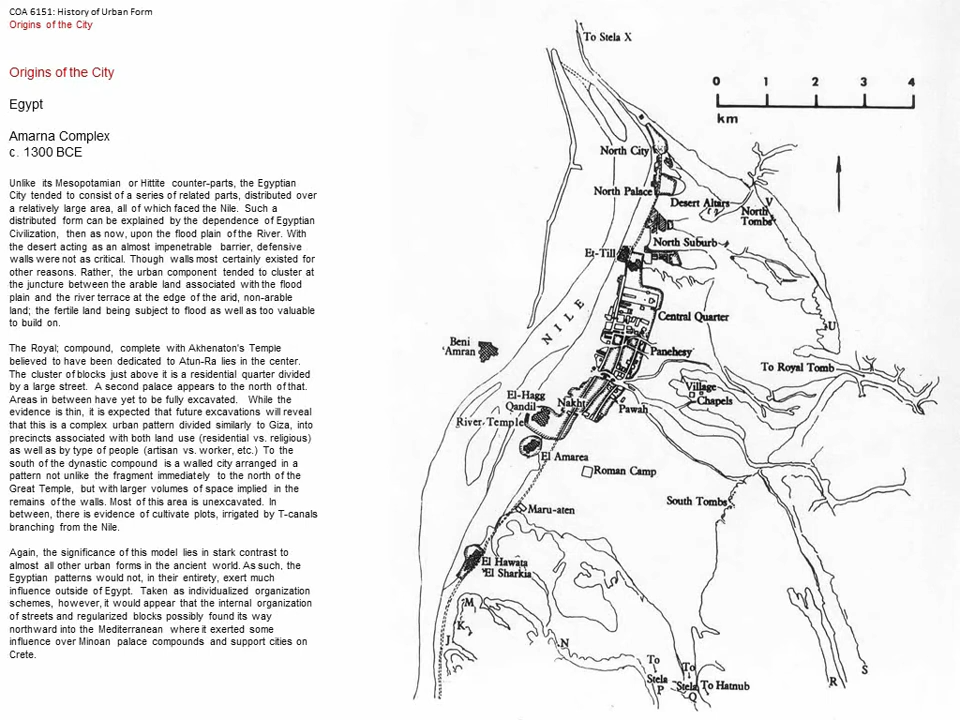 COA 6151: History of Urban Form
Origins of the City
Origins of the City
Egypt
Amarna Complex
c. 1300 BCE
Unlike its Mesopotamian or Hittite counter-parts, the Egyptian
City tended to consist of a series of related parts, distributed over
a relatively large area, all of which faced the Nile. Such a
distributed form can be explained by the dependence of Egyptian
Civilization, then as now, upon the flood plain of the River. With
the desert acting as an almost impenetrable barrier, defensive
walls were not as critical. Though walls most certainly existed for
other reasons. Rather, the urban component tended to cluster at
the juncture between the arable land associated with the flood
plain and the river terrace at the edge of the arid, non-arable
land; the fertile land being subject to flood as well as too valuable
to build on.
The Royal; compound, complete with Akhenaton's Temple
believed to have been dedicated to Atun-Ra lies in the center.
The cluster of blocks just above it is a residential quarter divided
by a large street. A second palace appears to the north of that.
Areas in between have yet to be fully excavated. While the
evidence is thin, it is expected that future excavations will reveal
that this is a complex urban pattern divided similarly to Giza, into
precincts associated with both land use (residential vs. religious)
as well as by type of people (artisan vs. worker, etc.) To the
south of the dynastic compound is a walled city arranged in a
pattern not unlike the fragment immediately to the north of the
Great Temple, but with larger volumes of space implied in the
remains of the walls. Most of this area is unexcavated. In
between, there is evidence of cultivate plots, irrigated by T-canals
branching from the Nile.
Again, the significance of this model lies in stark contrast to
almost all other urban forms in the ancient world. As such, the
Egyptian patterns would not, in their entirety, exert much
influence outside of Egypt. Taken as individualized organization
schemes, however, it would appear that the internal organization
of streets and regularized blocks possibly found its way
northward into the Mediterranean where it exerted some
influence over Minoan palace compounds and support cities on
Crete.
To Stela X
0 1 2 3 4
km
North City
North Palace
Desert Altars
V
North
Tombs
North Suburb
Et-Till
NILE
Central Quarter
U
Beni
'Amran
Panehesy
To Royal Tomb
Village
Chapels
El-Hagg
Qandil
Nakht
Pawah
River Temple
El Amarea
Roman Camp
South Tombs
Maru-aten
El Hawata
El Sharkia
M
K
J
N
To
Stela
P
To
Stela
Q
To Hatnub
R
S